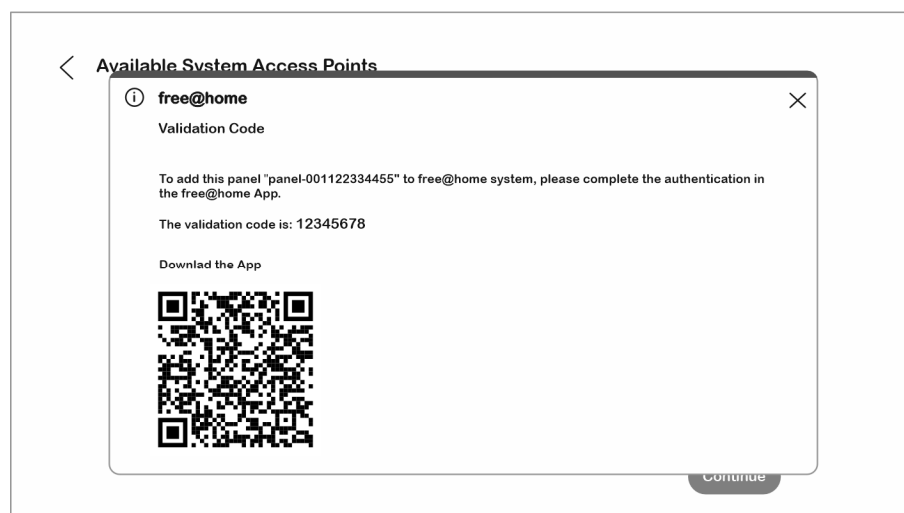 Available System Access Points
free@home
Validation Code
To add this panel "panel-001122334455" to free@home system, please complete the authentication in
the free@home App.
The validation code is: 12345678
Downlad the App
Continue